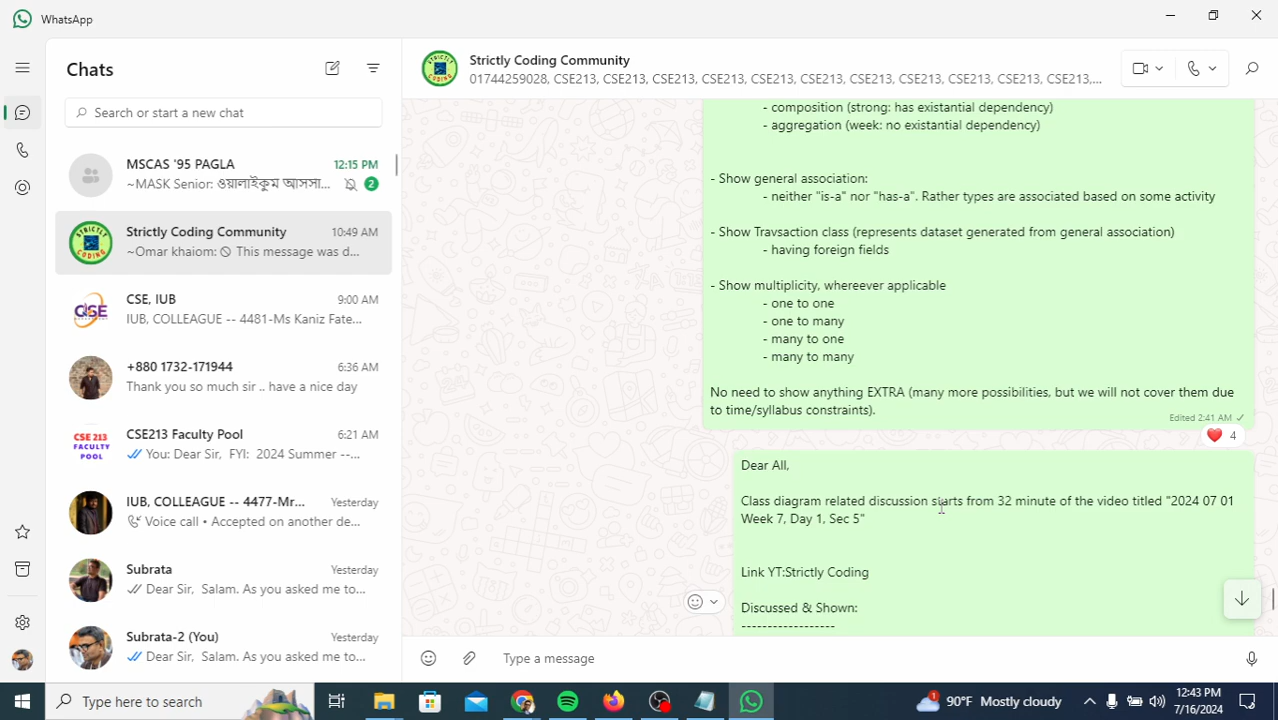 WhatsApp
Chats
Search or start a new chat
MSCAS '95 PAGLA
12:15 PM
~MASK Senior: ওয়ালাইকুম আসসা...
2
Strictly Coding Community
10:49 AM
~Omar khaiom: This message was d...
CSE, IUB
9:00 AM
IUB, COLLEAGUE -- 4481-Ms Kaniz Fate...
+880 1732-171944
6:36 AM
Thank you so much sir .. have a nice day
CSE213 Faculty Pool
6:21 AM
You: Dear Sir, FYI: 2024 Summer --...
IUB, COLLEAGUE -- 4477-Mr...
Yesterday
Voice call • Accepted on another de...
Subrata
Yesterday
Dear Sir, Salam. As you asked me to...
Subrata-2 (You)
Yesterday
Dear Sir, Salam. As you asked me to...
Strictly Coding Community
01744259028, CSE213, CSE213, CSE213, CSE213, CSE213, CSE213, CSE213, CSE213, CSE213, CSE213, CSE213,...
- composition (strong: has existantial dependency)
- aggregation (week: no existantial dependency)
- Show general association:
- neither "is-a" nor "has-a". Rather types are associated based on some activity
- Show Travsaction class (represents dataset generated from general association)
- having foreign fields
- Show multiplicity, whereever applicable
- one to one
- one to many
- many to one
- many to many
No need to show anything EXTRA (many more possibilities, but we will not cover them due
to time/syllabus constraints).
Edited 2:41 AM
4
Dear All,
Class diagram related discussion starts from 32 minute of the video titled "2024 07 01
Week 7, Day 1, Sec 5"
Link YT:Strictly Coding
Discussed & Shown:
------------------
Type a message
Type here to search
1
90°F Mostly cloudy
12:43 PM
7/16/2024
STRICTLY
CODING
CSE
IUB
CSE 213
FACULTY
POOL